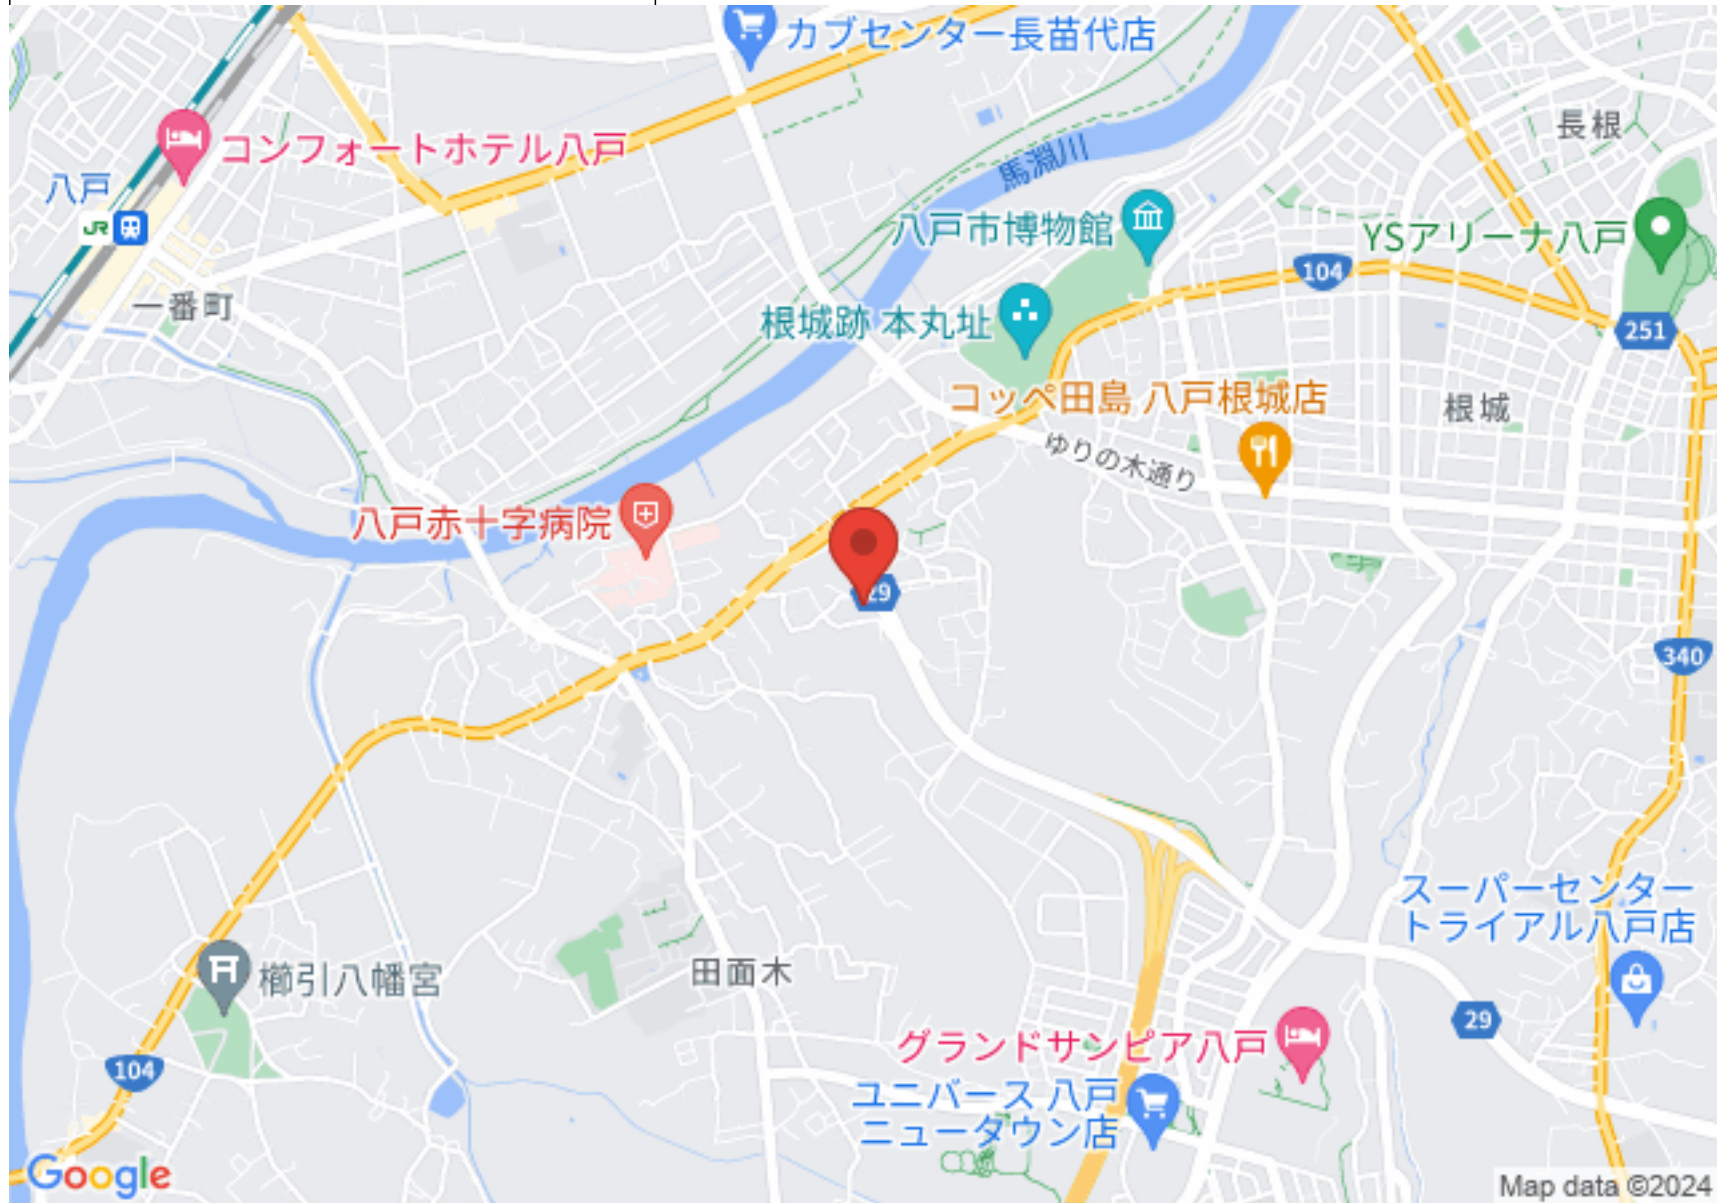 カブセンター長苗代店
長根
コンフォートホテル八戸
馬淵川
八戸
JR
八戸市博物館
YSアリーナ八戸
104
一番町
根城跡 本丸址
251
コッペ田島 八戸根城店
根城
ゆりの木通り
八戸赤十字病院
29
340
スーパーセンター
トライアル八戸店
櫛引八幡宮
田面木
29
グランドサンピア八戸
104
ユニバース 八戸
ニュータウン店
Google
Map data ©2024